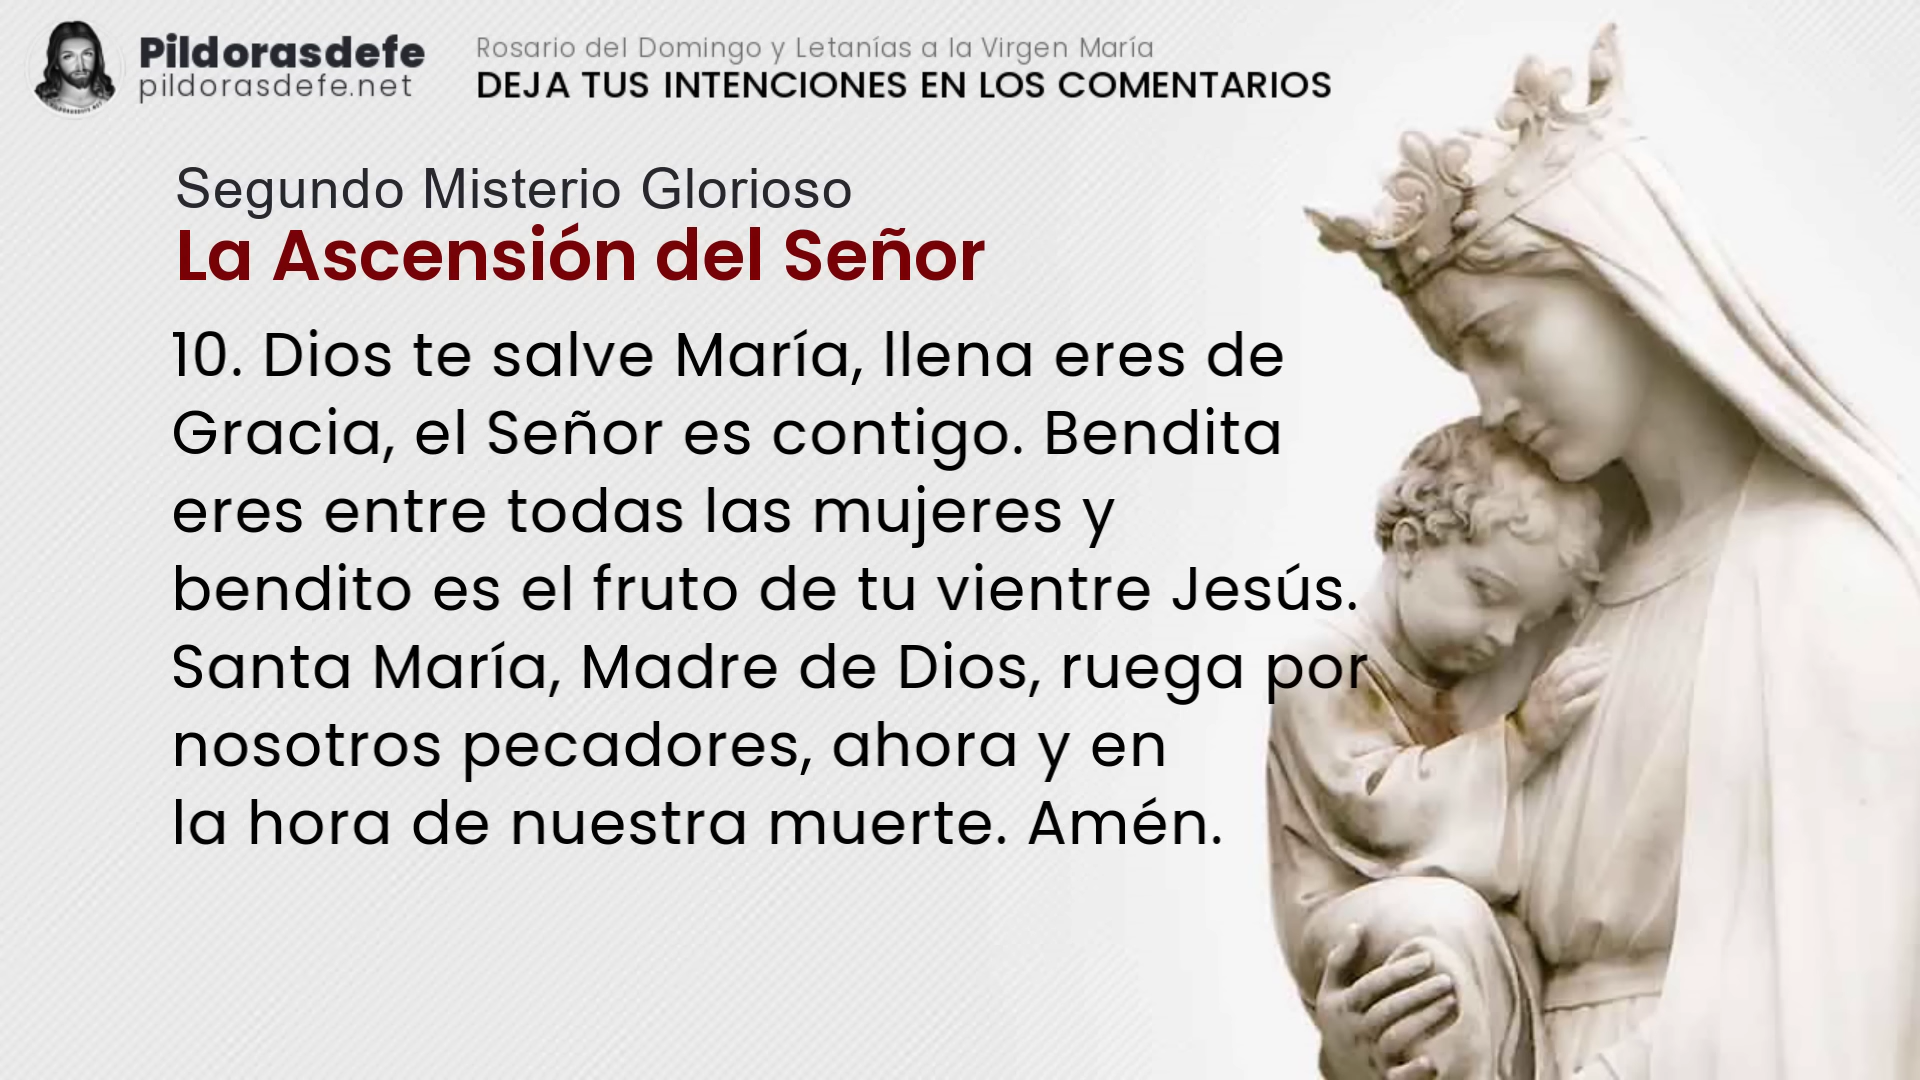 Pildorasdefe
pildorasdefe.net
Rosario del Domingo y Letanías a la Virgen María
DEJA TUS INTENCIONES EN LOS COMENTARIOS
Segundo Misterio Glorioso
La Ascensión del Señor
10. Dios te salve María, llena eres de
Gracia, el Señor es contigo. Bendita
eres entre todas las mujeres y
bendito es el fruto de tu vientre Jesús.
Santa María, Madre de Dios, ruega por
nosotros pecadores, ahora y en
la hora de nuestra muerte. Amén.